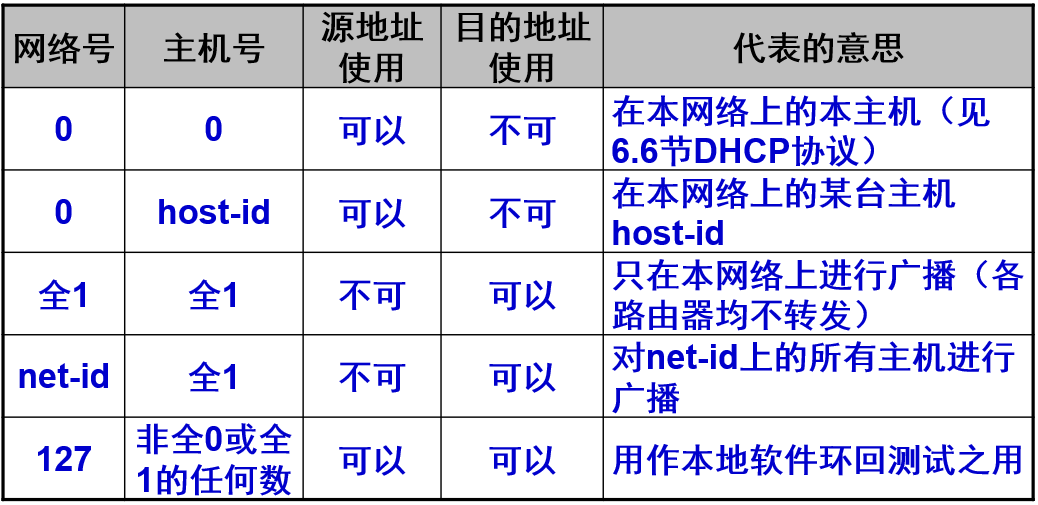 网络号 主机号 源地址使用 目的地址使用 代表的意思
0 0 可以 不可 在本网络上的本主机（见
6.6节DHCP协议）
0 host-id 可以 不可 在本网络上的某台主机
host-id
全1 全1 不可 可以 只在本网络上进行广播（各
路由器均不转发）
net-id 全1 不可 可以 对net-id上的所有主机进行
广播
127 非全0或全1的任何数 可以 可以 用作本地软件环回测试之用